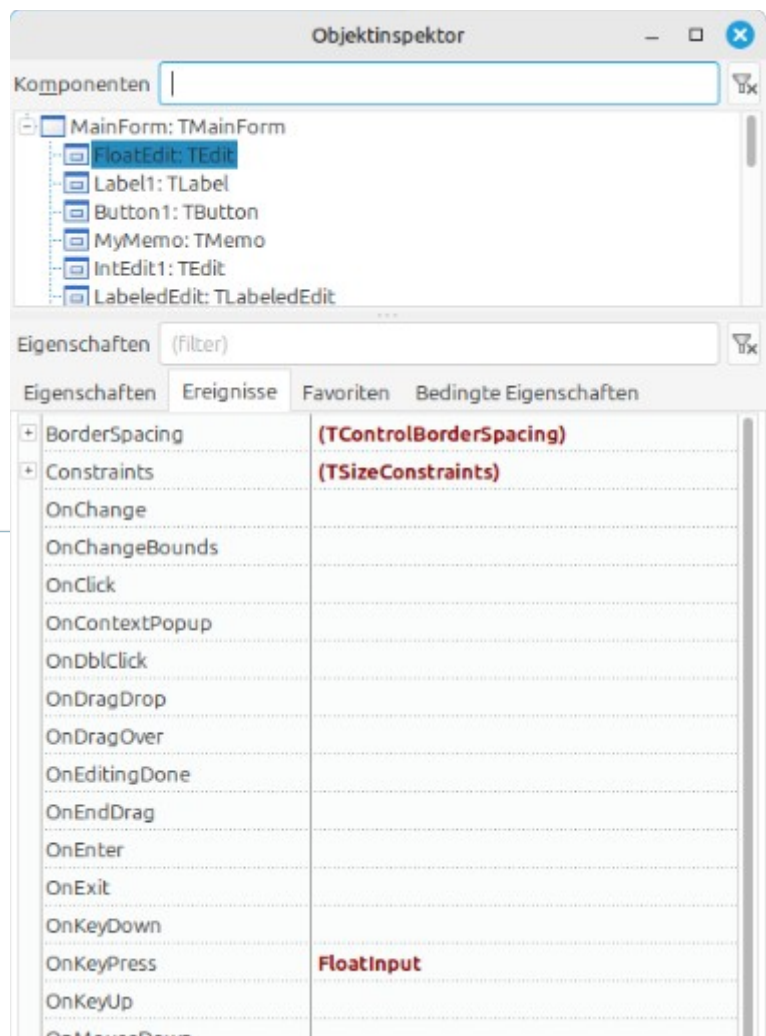 Objektinspektor
Komponenten
MainForm: TMainForm
FloatEdit: TEdit
Label1: TLabel
Button1: TButton
MyMemo: TMemo
IntEdit1: TEdit
LabeledEdit: TLabeledEdit
Eigenschaften (filter)
Eigenschaften Ereignisse Favoriten Bedingte Eigenschaften
BorderSpacing (TControlBorderSpacing)
Constraints (TSizeConstraints)
OnChange
OnChangeBounds
OnClick
OnContextPopup
OnDblClick
OnDragDrop
OnDragOver
OnEditingDone
OnEndDrag
OnEnter
OnExit
OnKeyDown
OnKeyPress FloatInput
OnKeyUp